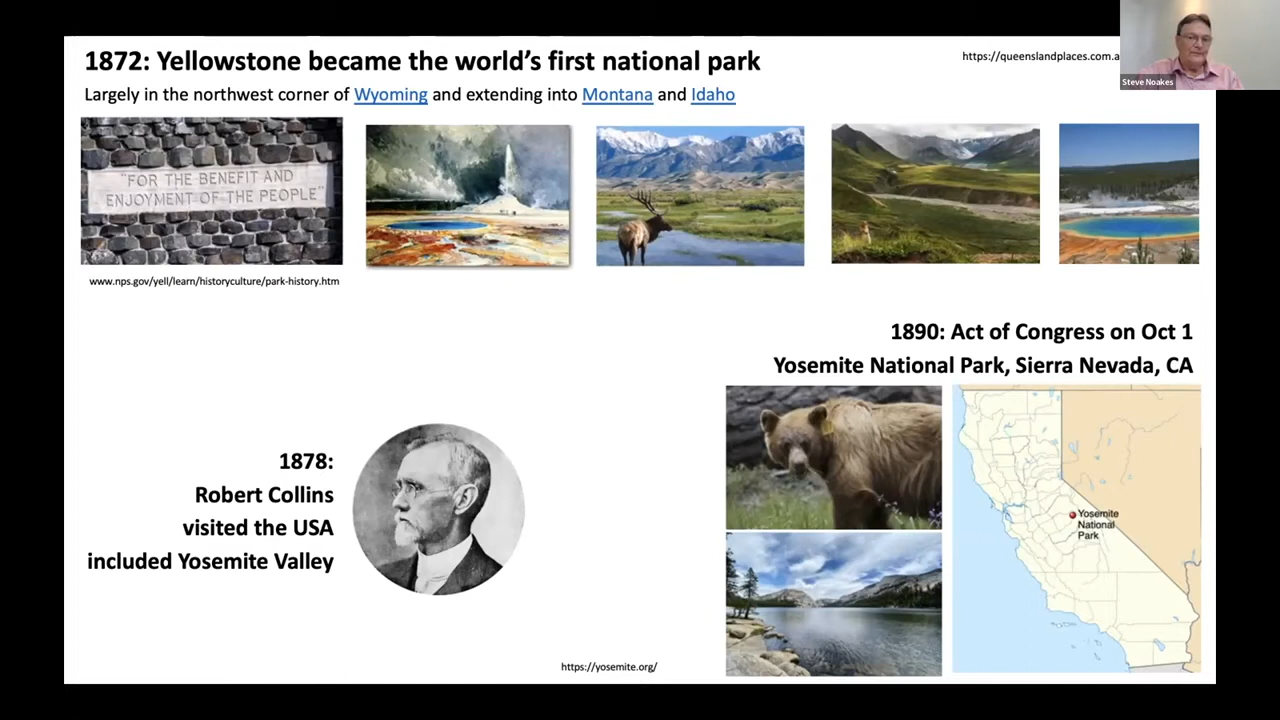 1872: Yellowstone became the world's first national park
https://queenslandplaces.com.a
Steve Noakes
Largely in the northwest corner of Wyoming and extending into Montana and Idaho
"FOR THE BENEFIT AND
ENJOYMENT OF THE PEOPLE"
www.nps.gov/yell/learn/historyculture/park-history.htm
1890: Act of Congress on Oct 1
Yosemite National Park, Sierra Nevada, CA
1878:
Robert Collins
visited the USA
included Yosemite Valley
Yosemite
National
Park
https://yosemite.org/